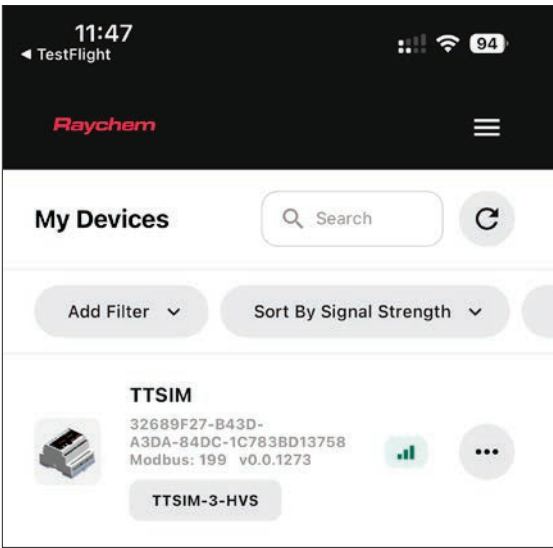 11:47
◀ TestFlight
94
Raychem
My Devices
Search
Add Filter
Sort By Signal Strength
TTSIM
32689F27-B43D-
A3DA-84DC-1C783BD13758
Modbus: 199 v0.0.1273
TTSIM-3-HVS